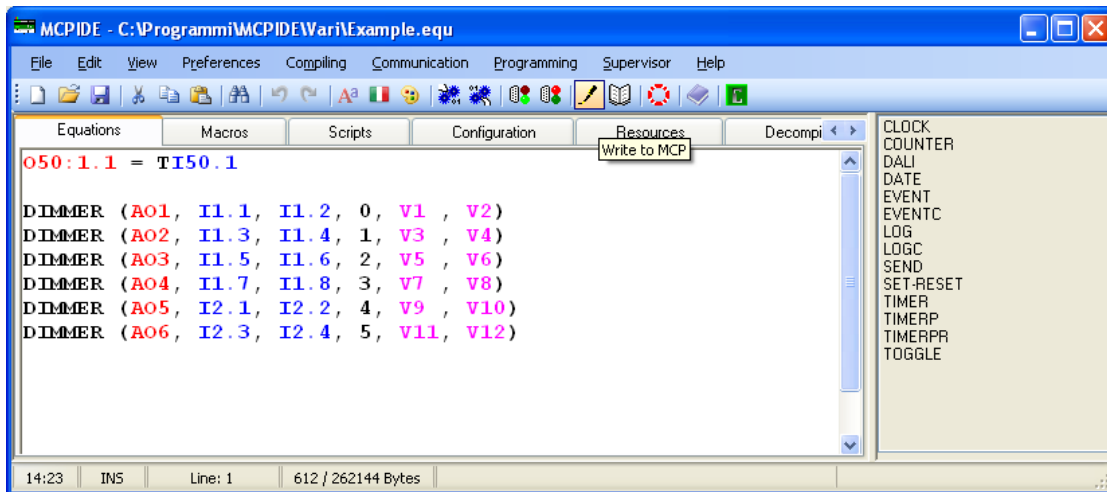 MCPIDE - C:\Programmi\MCPIDE\Vari\Example.equ
File Edit View Preferences Compiling Communication Programming Supervisor Help
Equations Macros Scripts Configuration Resources Decompi
Write to MCP
O50:1.1 = TI50.1
DIMMER (AO1, I1.1, I1.2, 0, V1 , V2)
DIMMER (AO2, I1.3, I1.4, 1, V3 , V4)
DIMMER (AO3, I1.5, I1.6, 2, V5 , V6)
DIMMER (AO4, I1.7, I1.8, 3, V7 , V8)
DIMMER (AO5, I2.1, I2.2, 4, V9 , V10)
DIMMER (AO6, I2.3, I2.4, 5, V11, V12)
CLOCK
COUNTER
DALI
DATE
EVENT
EVENTC
LOG
LOGC
SEND
SET-RESET
TIMER
TIMERP
TIMERPR
TOGGLE
14:23 INS Line: 1 612 / 262144 Bytes